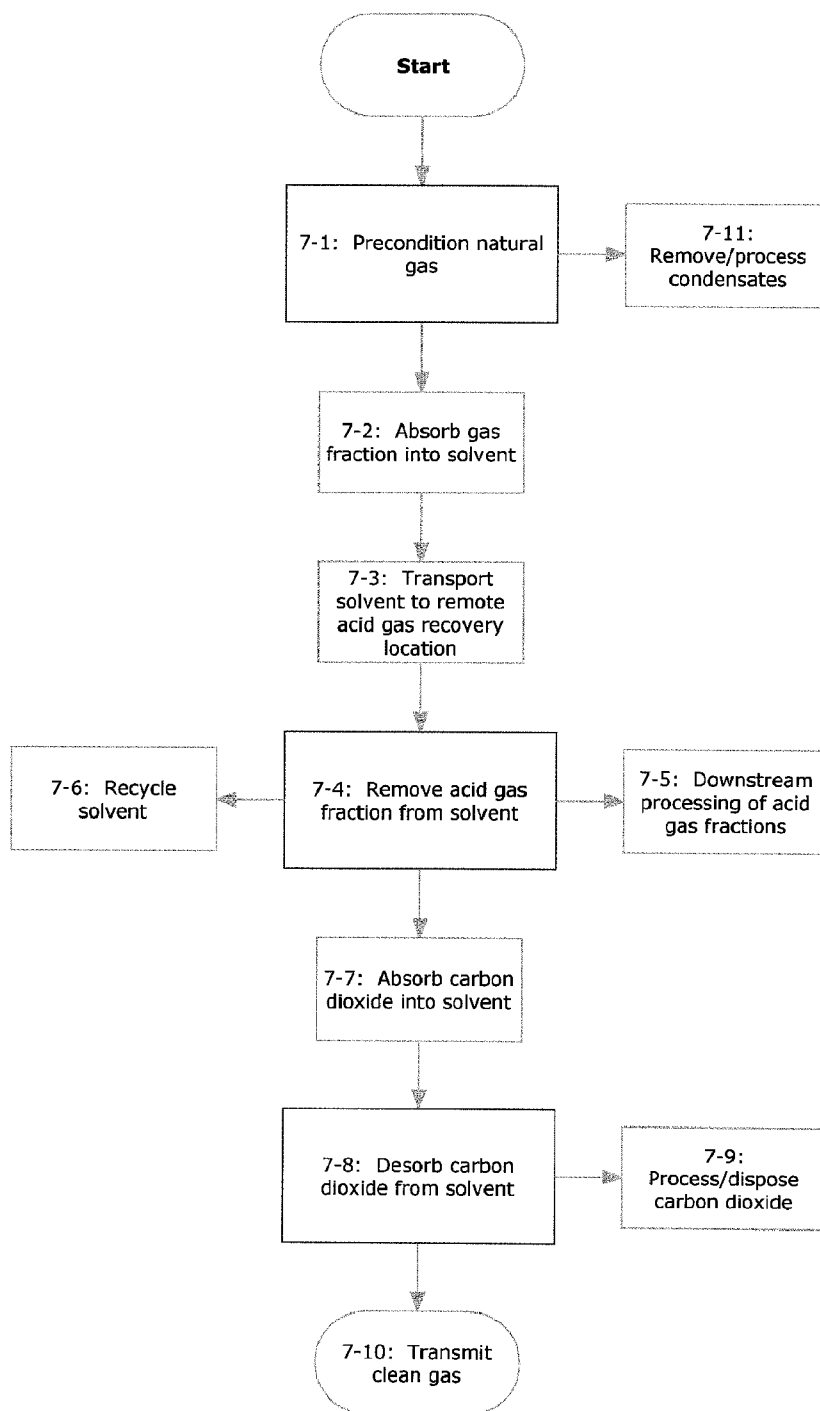 Start
7-1: Precondition natural
gas
7-11:
Remove/process
condensates
7-2: Absorb gas
fraction into solvent
7-3: Transport
solvent to remote
acid gas recovery
location
7-6: Recycle
solvent
7-4: Remove acid gas
fraction from solvent
7-5: Downstream
processing of acid
gas fractions
7-7: Absorb carbon
dioxide into solvent
7-8: Desorb carbon
dioxide from solvent
7-9:
Process/dispose
carbon dioxide
7-10: Transmit
clean gas